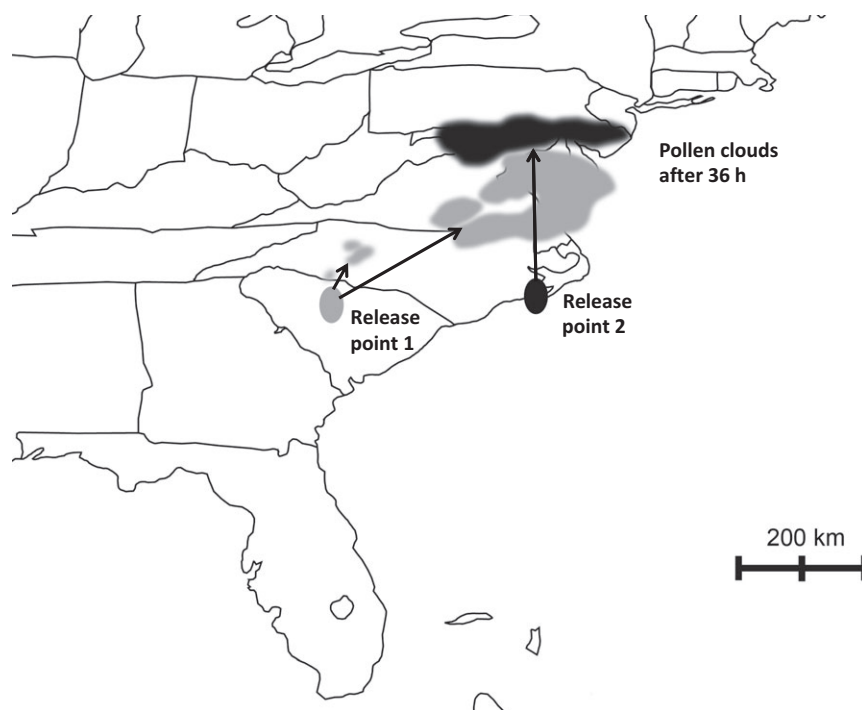 Pollen clouds
after 36 h
Release
point 1
Release
point 2
200 km